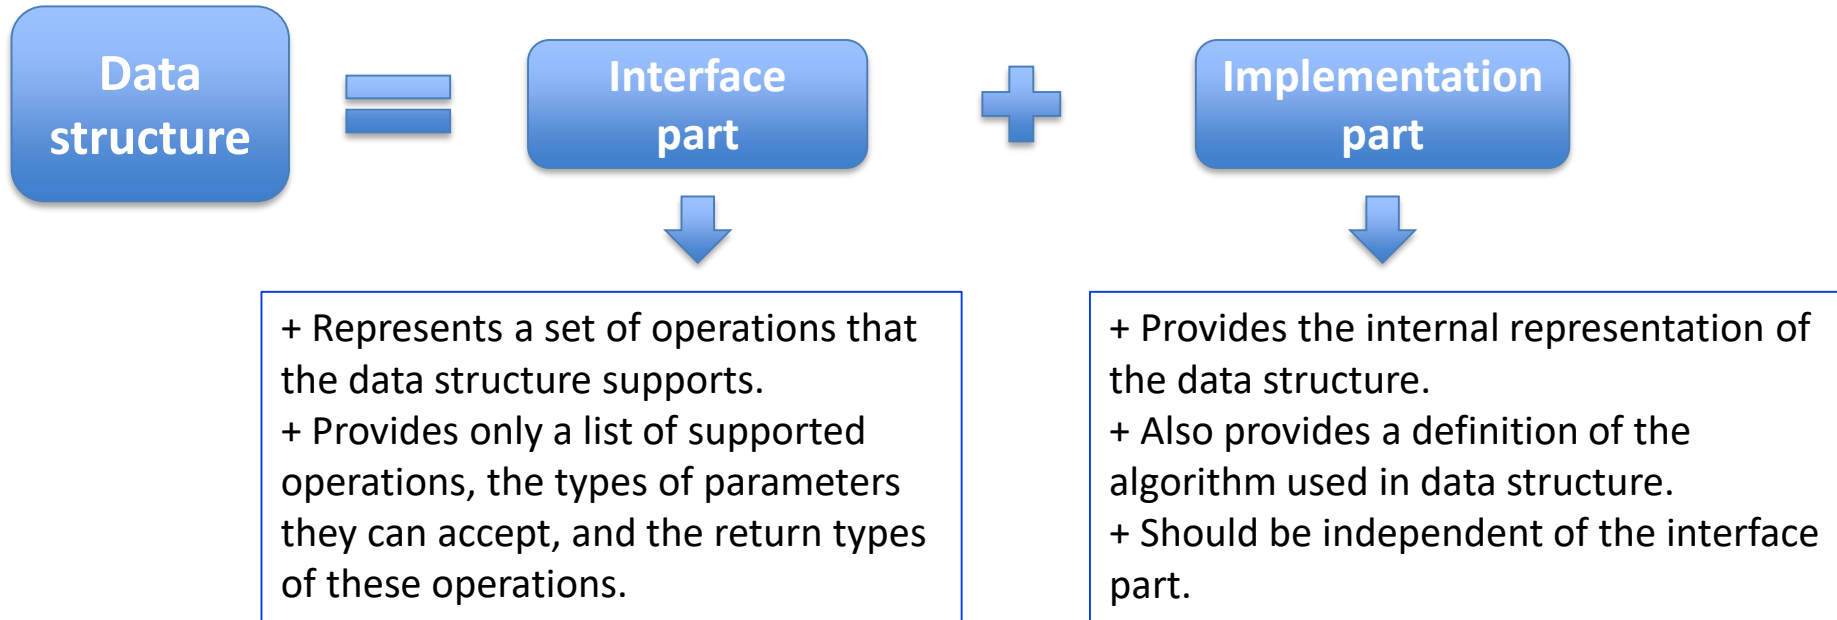 Data
structure
Interface
part
Implementation
part
+ Represents a set of operations that
the data structure supports.
+ Provides only a list of supported
operations, the types of parameters
they can accept, and the return types
of these operations.
+ Provides the internal representation of
the data structure.
+ Also provides a definition of the
algorithm used in data structure.
+ Should be independent of the interface
part.